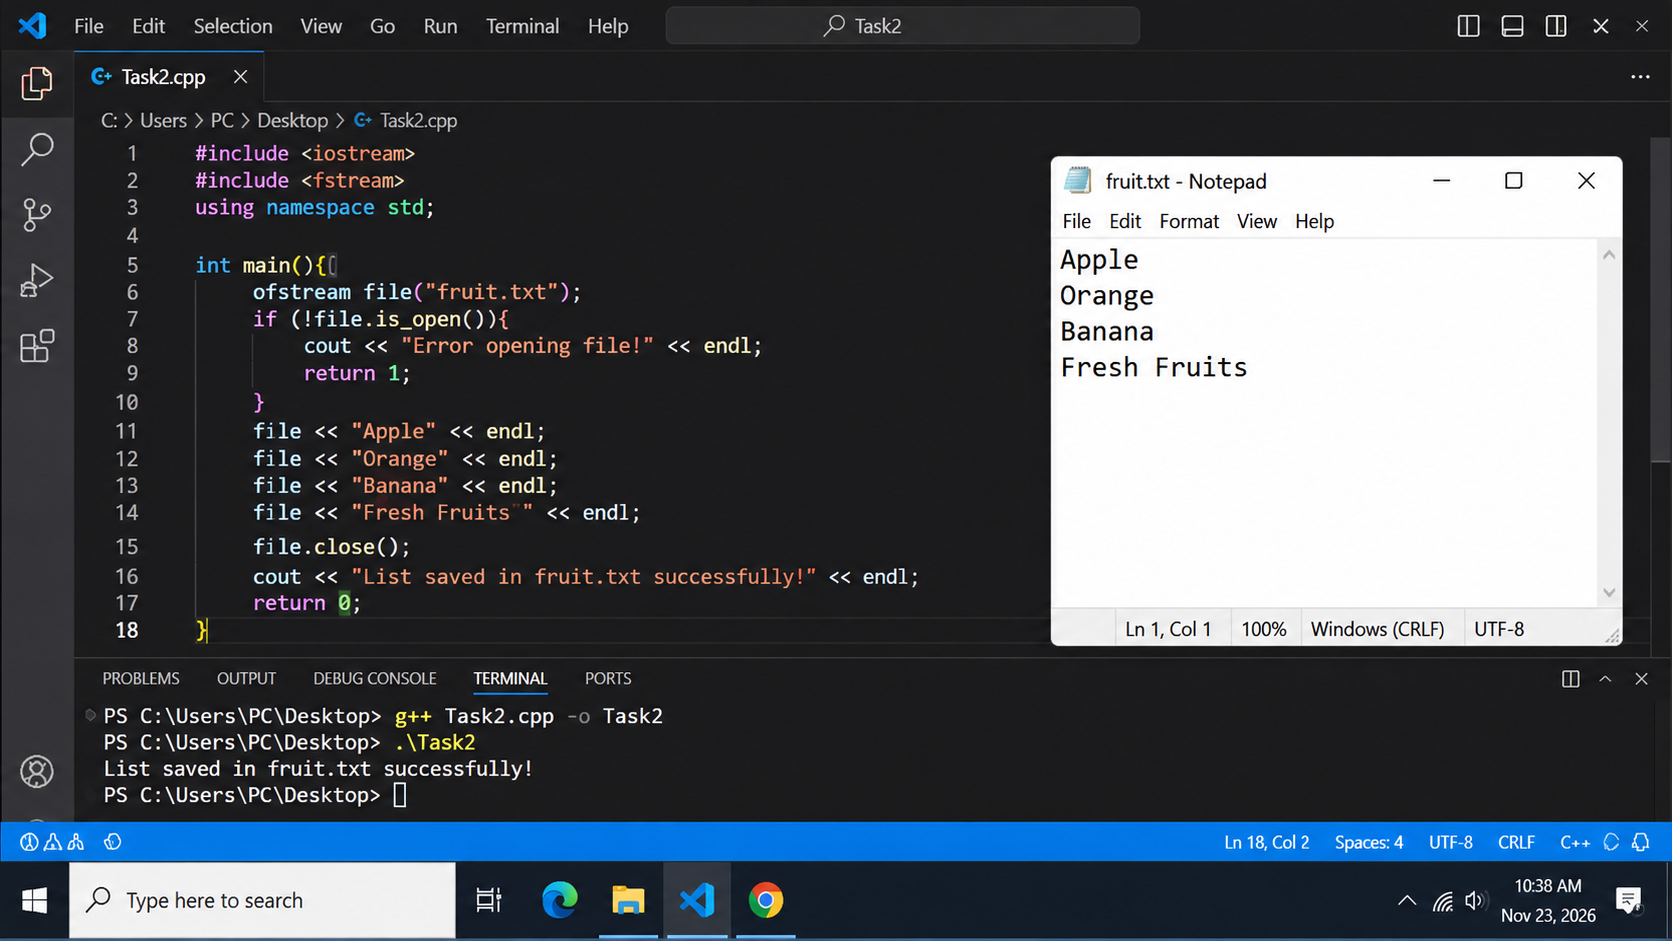 File Edit Selection View Go Run Terminal Help Task2
Task2.cpp
C: > Users > PC > Desktop > Task2.cpp
1 #include <iostream>
2 #include <fstream>
3 using namespace std;
4
5 int main(){
6 ofstream file("fruit.txt");
7 if (!file.is_open()){
8 cout << "Error opening file!" << endl;
9 return 1;
10 }
11 file << "Apple" << endl;
12 file << "Orange" << endl;
13 file << "Banana" << endl;
14 file << "Fresh Fruits" << endl;
15 file.close();
16 cout << "List saved in fruit.txt successfully!" << endl;
17 return 0;
18 }
fruit.txt - Notepad
File Edit Format View Help
Apple
Orange
Banana
Fresh Fruits
Ln 1, Col 1 100% Windows (CRLF) UTF-8
PROBLEMS OUTPUT DEBUG CONSOLE TERMINAL PORTS
PS C:\Users\PC\Desktop> g++ Task2.cpp -o Task2
PS C:\Users\PC\Desktop> .\Task2
List saved in fruit.txt successfully!
PS C:\Users\PC\Desktop>
Ln 18, Col 2 Spaces: 4 UTF-8 CRLF C++
Type here to search
10:38 AM
Nov 23, 2026